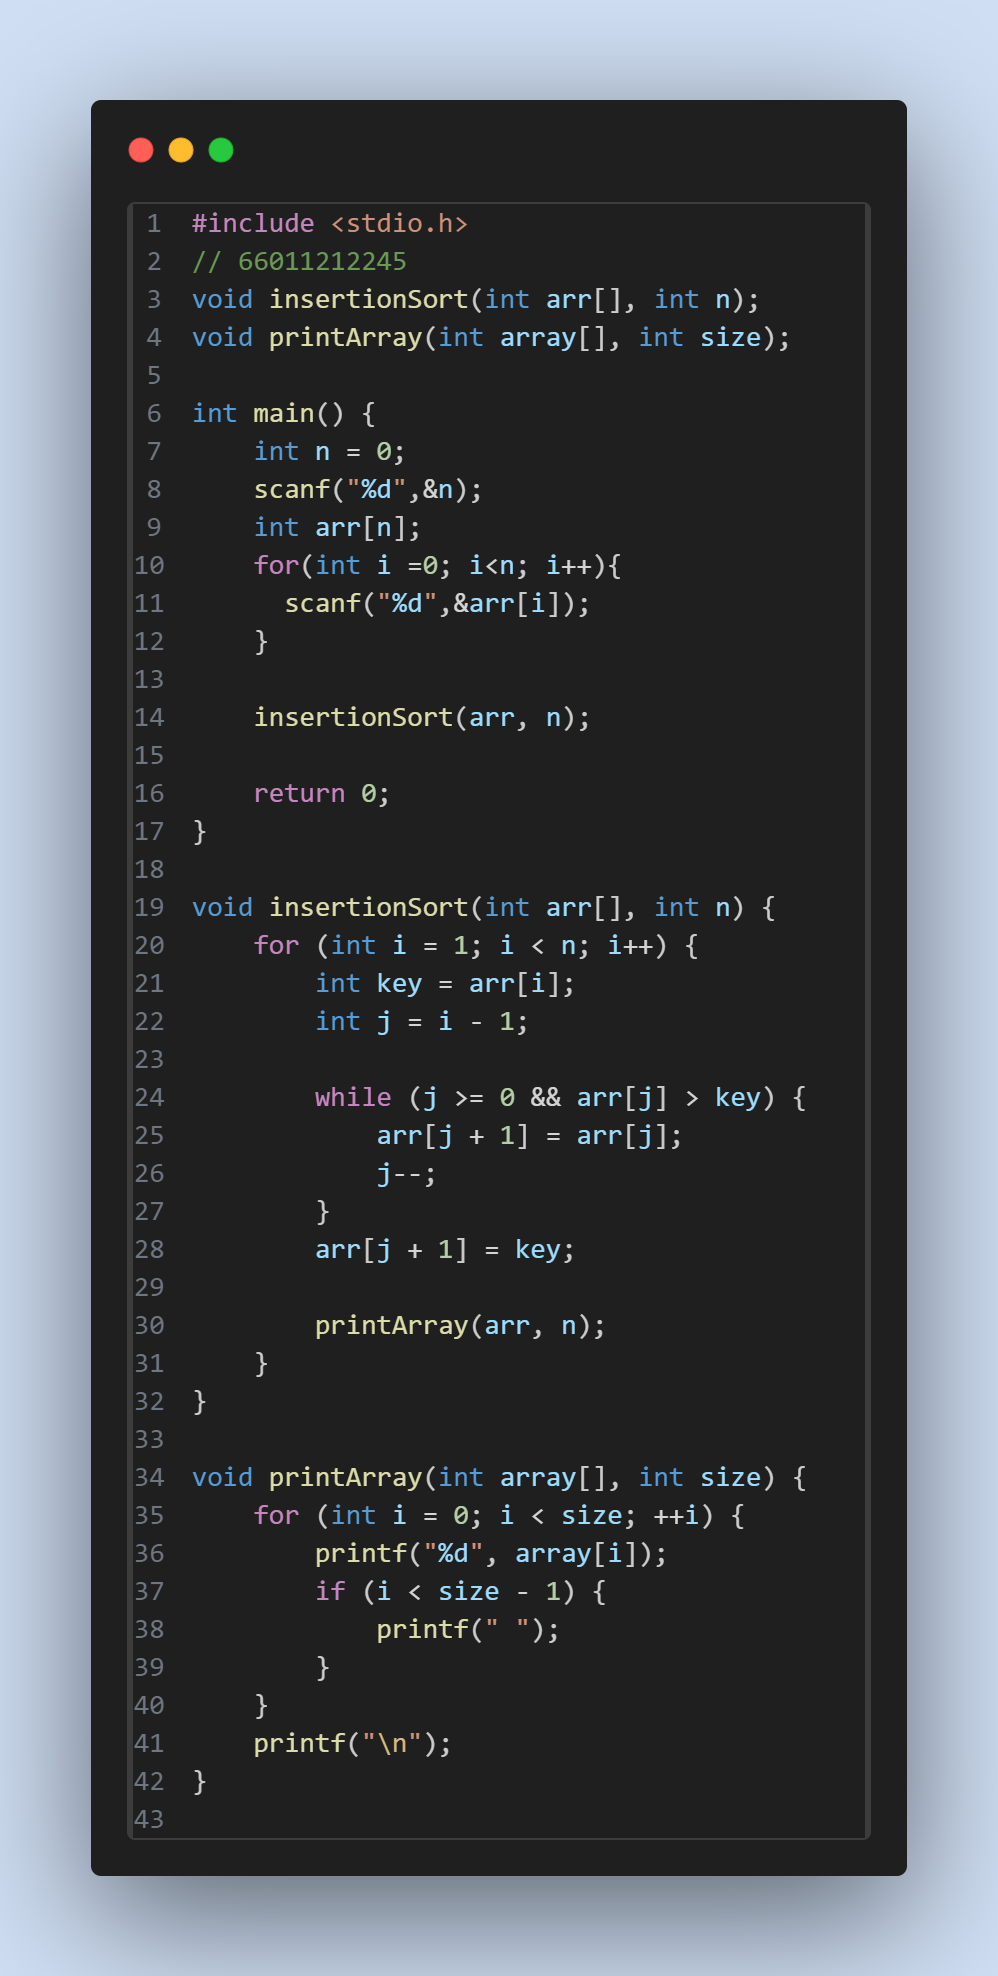 1 #include <stdio.h>
2 // 66011212245
3 void insertionSort(int arr[], int n);
4 void printArray(int array[], int size);
5
6 int main() {
7     int n = 0;
8     scanf("%d",&n);
9     int arr[n];
10     for(int i =0; i<n; i++){
11       scanf("%d",&arr[i]);
12     }
13
14     insertionSort(arr, n);
15
16     return 0;
17 }
18
19 void insertionSort(int arr[], int n) {
20     for (int i = 1; i < n; i++) {
21         int key = arr[i];
22         int j = i - 1;
23
24         while (j >= 0 && arr[j] > key) {
25             arr[j + 1] = arr[j];
26             j--;
27         }
28         arr[j + 1] = key;
29
30         printArray(arr, n);
31     }
32 }
33
34 void printArray(int array[], int size) {
35     for (int i = 0; i < size; ++i) {
36         printf("%d", array[i]);
37         if (i < size - 1) {
38             printf(" ");
39         }
40     }
41     printf("\n");
42 }
43